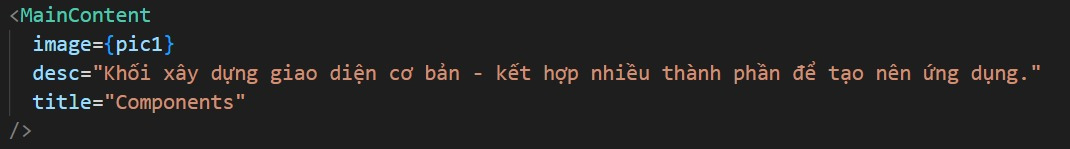 <MainContent
image={pic1}
desc="Khối xây dựng giao diện cơ bản - kết hợp nhiều thành phần để tạo nên ứng dụng."
title="Components"
/>